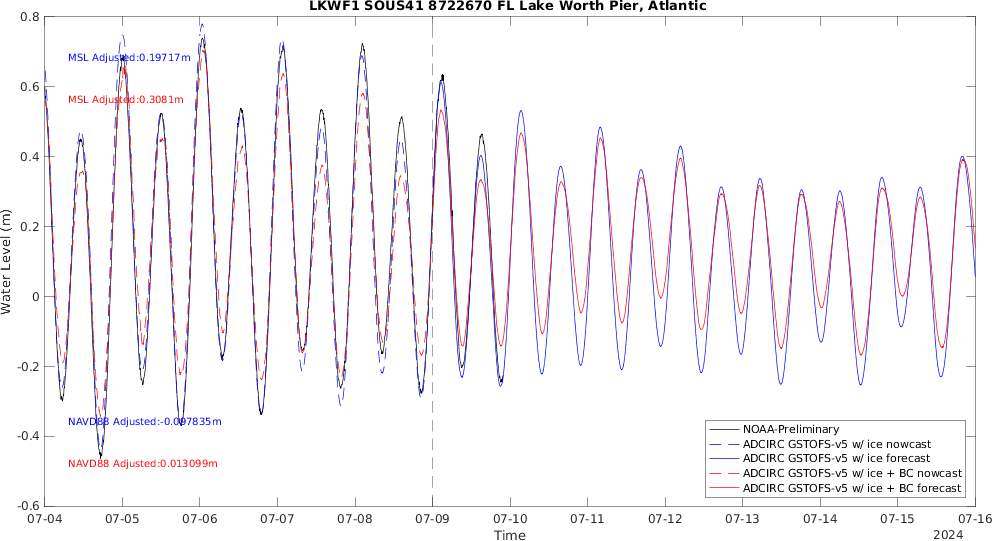 LKWF1 SOUS41 8722670 FL Lake Worth Pier, Atlantic
0.8
0.6
0.4
0.2
0
-0.2
-0.4
-0.6
Water Level (m)
MSL Adjusted:0.19717m
MSL Adjusted:0.3081m
NAVD88 Adjusted:-0.097835m
NAVD88 Adjusted:0.013099m
NOAA-Preliminary
ADCIRC GSTOFS-v5 w/ ice nowcast
ADCIRC GSTOFS-v5 w/ ice forecast
ADCIRC GSTOFS-v5 w/ ice + BC nowcast
ADCIRC GSTOFS-v5 w/ ice + BC forecast
07-04 07-05 07-06 07-07 07-08 07-09 07-10 07-11 07-12 07-13 07-14 07-15 07-16
Time
2024